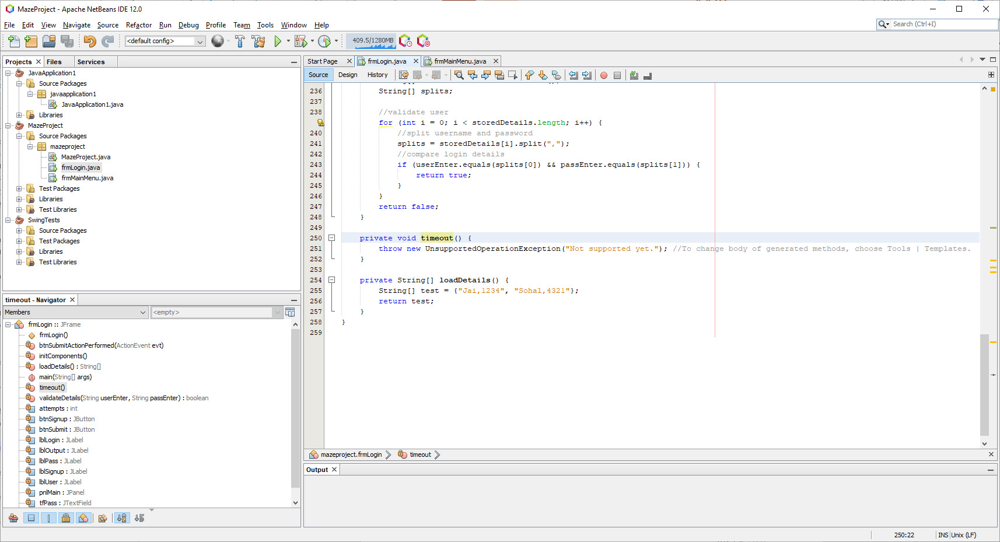 MazeProject - Apache NetBeans IDE 12.0
File Edit View Navigate Source Refactor Run Debug Profile Team Tools Window Help
Search (Ctrl+I)
<default config>
409.5/1280MB
Projects Files Services
JavaApplication1
Source Packages
javaapplication1
JavaApplication1.java
Libraries
MazeProject
Source Packages
mazeproject
MazeProject.java
frmLogin.java
frmMainMenu.java
Test Packages
Libraries
Test Libraries
SwingTests
Source Packages
Test Packages
Libraries
Test Libraries
timeout - Navigator
Members
<empty>
frmLogin :: JFrame
frmLogin()
btnSubmitActionPerformed(ActionEvent evt)
initComponents()
loadDetails() : String[]
main(String[] args)
timeout()
validateDetails(String userEnter, String passEnter) : boolean
attempts : int
btnSignup : JButton
btnSubmit : JButton
lblLogin : JLabel
lblOutput : JLabel
lblPass : JLabel
lblSignup : JLabel
lblUser : JLabel
pnlMain : JPanel
tfPass : JTextField
Start Page frmLogin.java frmMainMenu.java
Source Design History
236 String[] splits;
237
238 //validate user
for (int i = 0; i < storedDetails.length; i++) {
240 //split username and password
241 splits = storedDetails[i].split(",");
242 //compare login details
243 if (userEnter.equals(splits[0]) && passEnter.equals(splits[1])) {
244 return true;
245 }
246 }
247 return false;
248 }
249
250 private void timeout() {
251 throw new UnsupportedOperationException("Not supported yet."); //To change body of generated methods, choose Tools | Templates.
252 }
253
254 private String[] loadDetails() {
255 String[] test = {"Jai,1234", "Sohal,4321"};
256 return test;
257 }
258 }
259
mazeproject.frmLogin timeout
Output
250:22 INS Unix (LF)